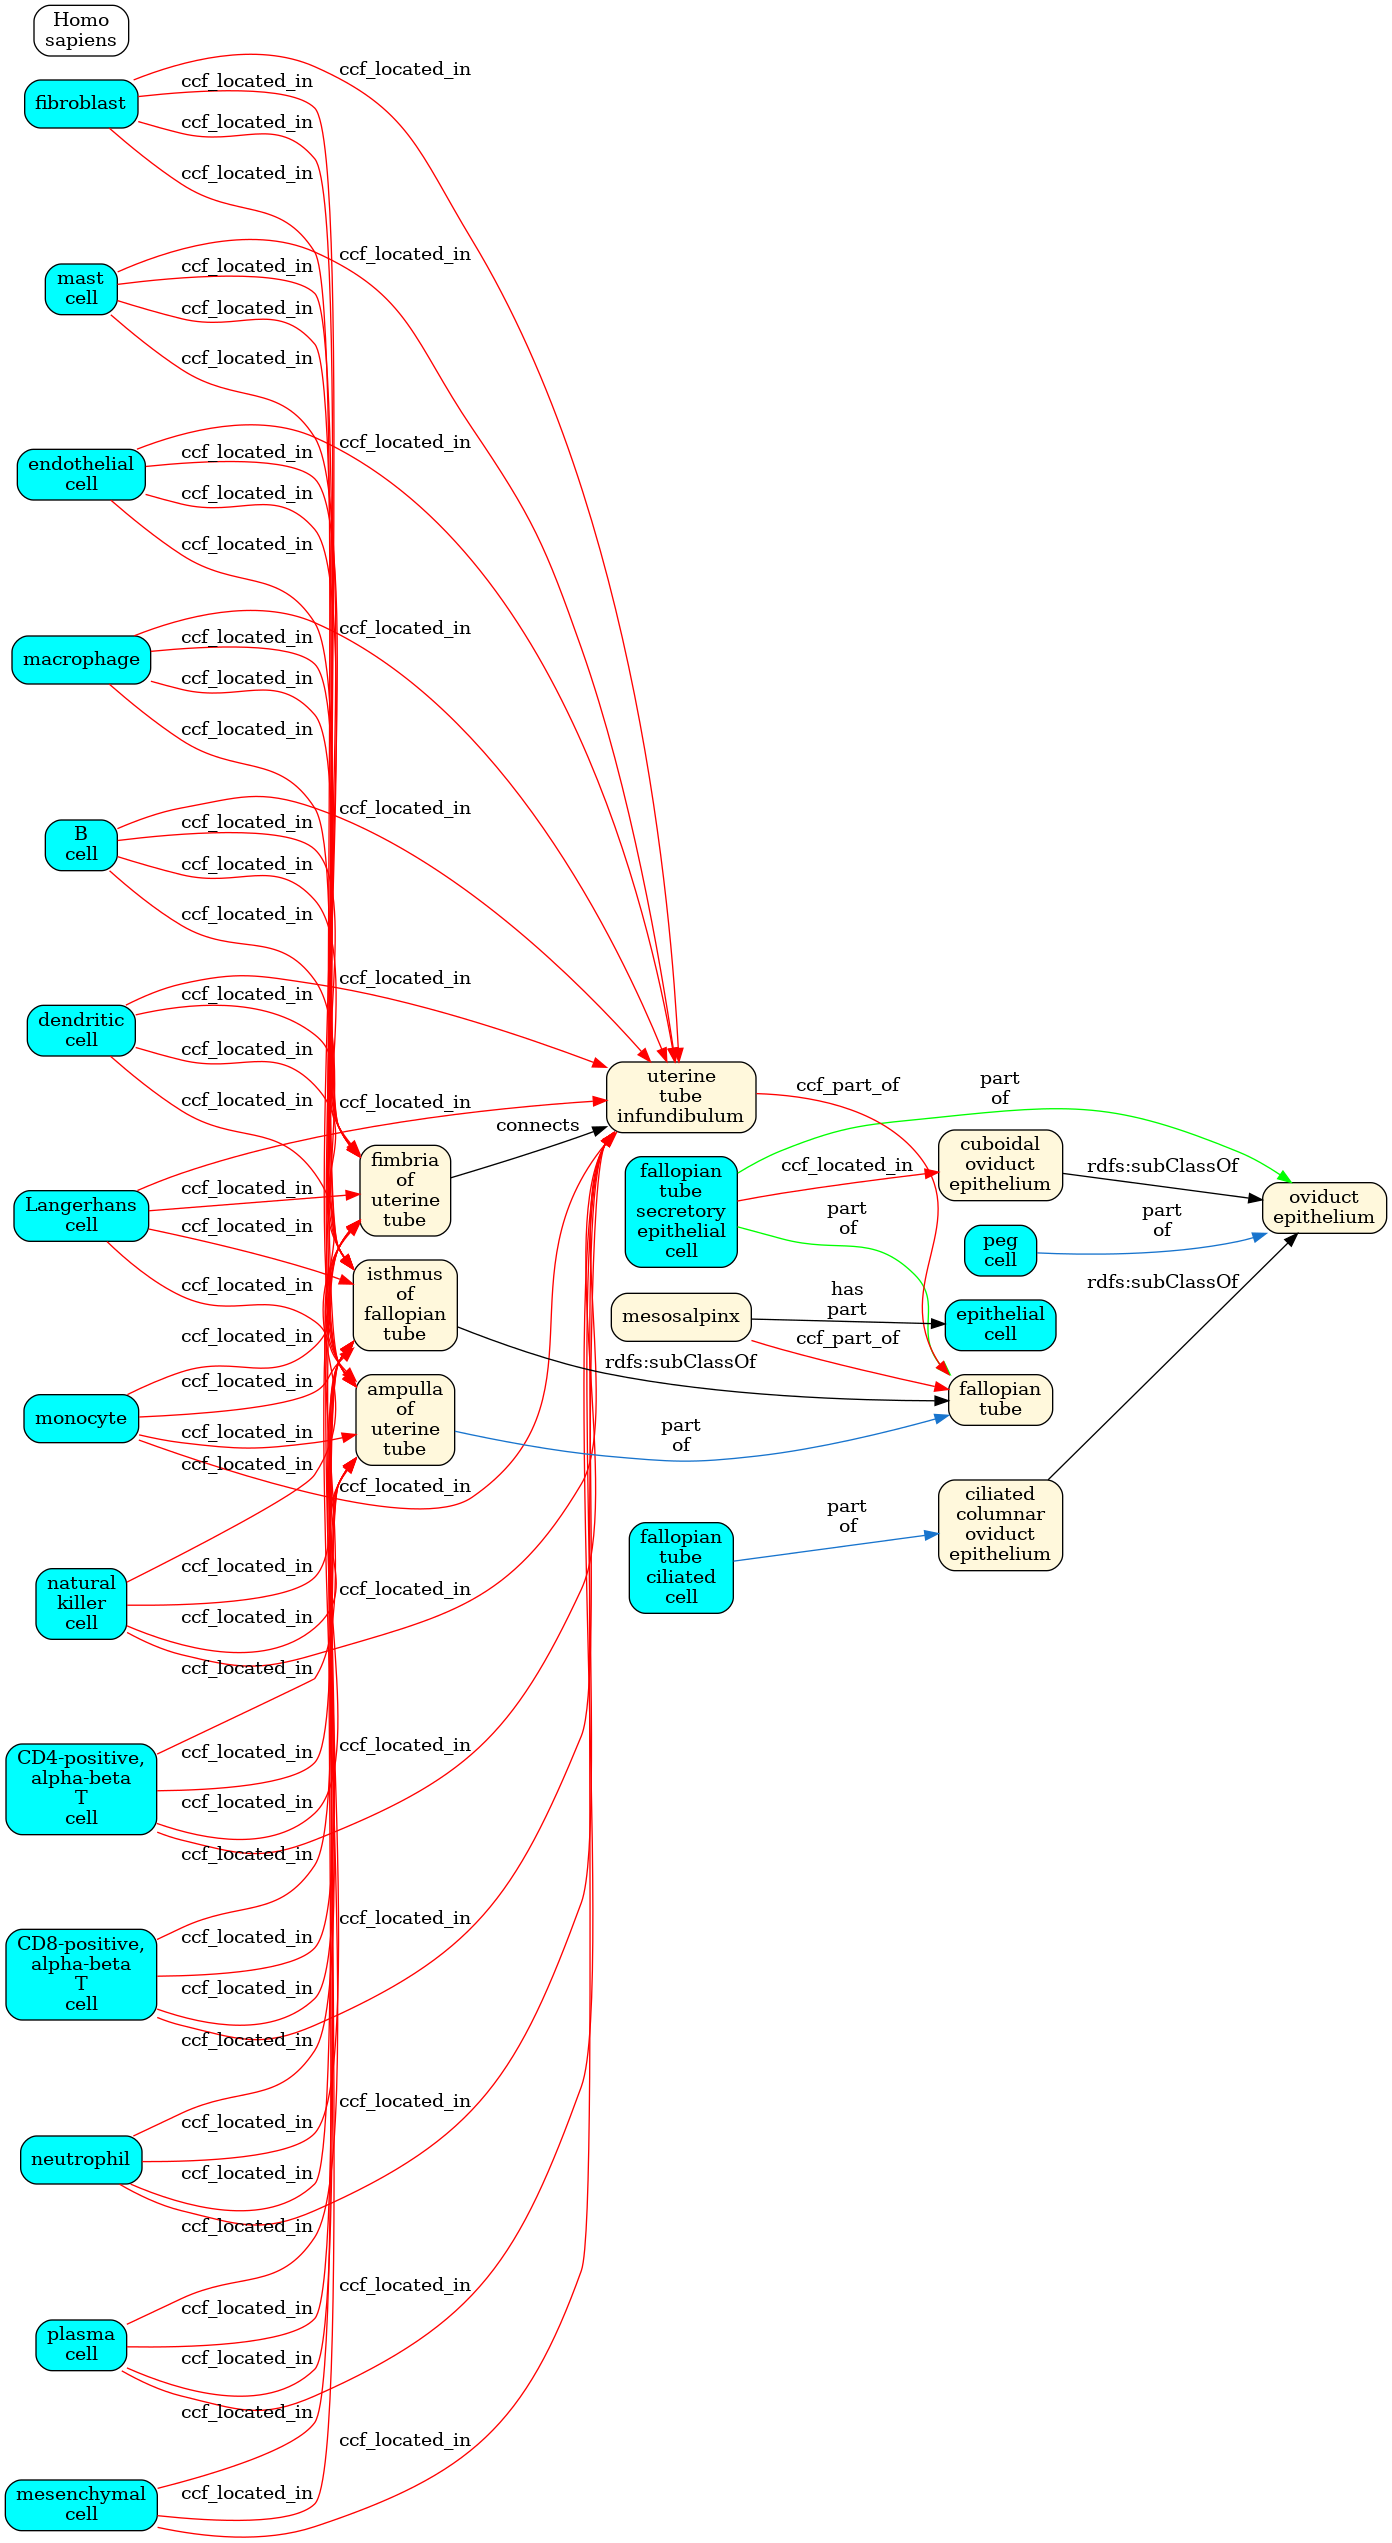 Homo
sapiens
fibroblast
ccf_located_in
ccf_located_in
ccf_located_in
ccf_located_in
mast
cell
ccf_located_in
ccf_located_in
ccf_located_in
ccf_located_in
endothelial
cell
ccf_located_in
ccf_located_in
ccf_located_in
ccf_located_in
macrophage
ccf_located_in
ccf_located_in
ccf_located_in
ccf_located_in
B
cell
ccf_located_in
ccf_located_in
ccf_located_in
ccf_located_in
dendritic
cell
ccf_located_in
ccf_located_in
ccf_located_in
ccf_located_in
Langerhans
cell
ccf_located_in
ccf_located_in
ccf_located_in
ccf_located_in
monocyte
ccf_located_in
ccf_located_in
ccf_located_in
ccf_located_in
natural
killer
cell
ccf_located_in
ccf_located_in
ccf_located_in
ccf_located_in
CD4-positive,
alpha-beta
T
cell
ccf_located_in
ccf_located_in
ccf_located_in
ccf_located_in
CD8-positive,
alpha-beta
T
cell
ccf_located_in
ccf_located_in
ccf_located_in
ccf_located_in
neutrophil
ccf_located_in
ccf_located_in
ccf_located_in
ccf_located_in
plasma
cell
ccf_located_in
ccf_located_in
ccf_located_in
ccf_located_in
mesenchymal
cell
ccf_located_in
ccf_located_in
ccf_located_in
fimbria
of
uterine
tube
connects
isthmus
of
fallopian
tube
rdfs:subClassOf
ampulla
of
uterine
tube
part
of
uterine
tube
infundibulum
ccf_part_of
fallopian
tube
secretory
epithelial
cell
part
of
ccf_located_in
part
of
mesosalpinx
has
part
ccf_part_of
fallopian
tube
ciliated
cell
part
of
cuboidal
oviduct
epithelium
rdfs:subClassOf
peg
cell
part
of
epithelial
cell
fallopian
tube
ciliated
columnar
oviduct
epithelium
rdfs:subClassOf
oviduct
epithelium